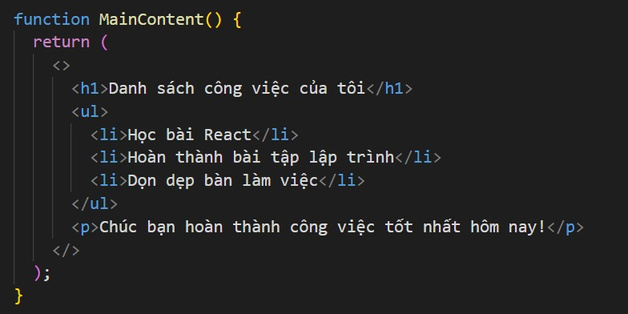 function MainContent() {
  return (
    <>
      <h1>Danh sách công việc của tôi</h1>
      <ul>
        <li>Học bài React</li>
        <li>Hoàn thành bài tập lập trình</li>
        <li>Dọn dẹp bàn làm việc</li>
      </ul>
      <p>Chúc bạn hoàn thành công việc tốt nhất hôm nay!</p>
    </>
  );
}